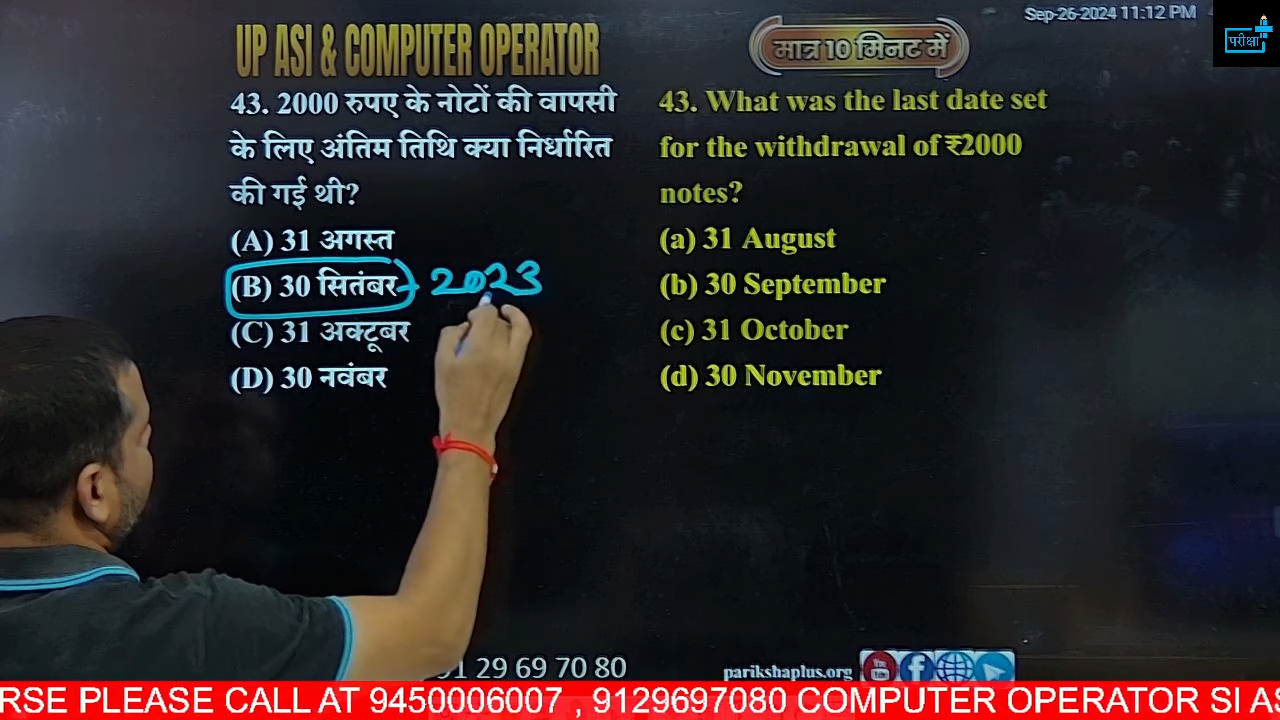 Sep-26-2024 11:12 PM
परीक्षा
UP ASI & COMPUTER OPERATOR
मात्र 10 मिनट में
43. 2000 रुपए के नोटों की वापसी
के लिए अंतिम तिथि क्या निर्धारित
की गई थी?
(A) 31 अगस्त
(B) 30 सितंबर
2023
(C) 31 अक्टूबर
(D) 30 नवंबर
43. What was the last date set
for the withdrawal of ₹2000
notes?
(a) 31 August
(b) 30 September
(c) 31 October
(d) 30 November
29 69 70 80
parikshaplus.org
RSE PLEASE CALL AT 9450006007 , 9129697080 COMPUTER OPERATOR SI AS